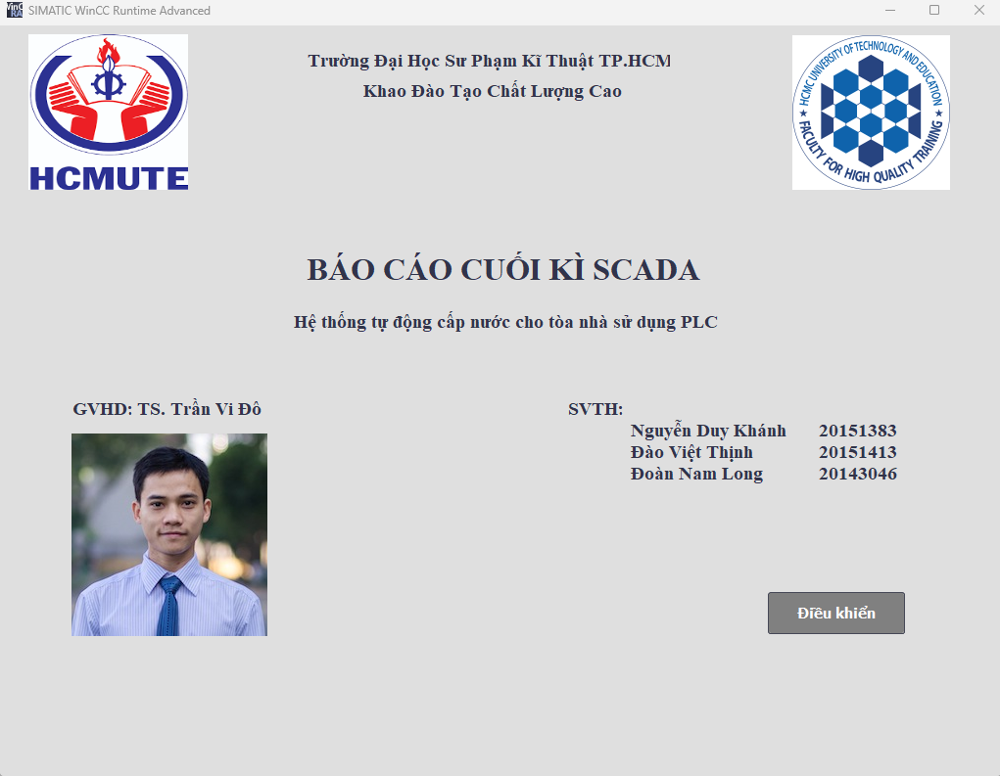 SIMATIC WinCC Runtime Advanced
Trường Đại Học Sư Phạm Kĩ Thuật TP.HCM
Khao Đào Tạo Chất Lượng Cao
HCMUTE
HCMC UNIVERSITY OF TECHNOLOGY AND EDUCATION
FACULTY FOR HIGH QUALITY TRAINING
BÁO CÁO CUỐI KÌ SCADA
Hệ thống tự động cấp nước cho tòa nhà sử dụng PLC
GVHD: TS. Trần Vi Đô
SVTH:
Nguyễn Duy Khánh 20151383
Đào Việt Thịnh 20151413
Đoàn Nam Long 20143046
Điều khiển